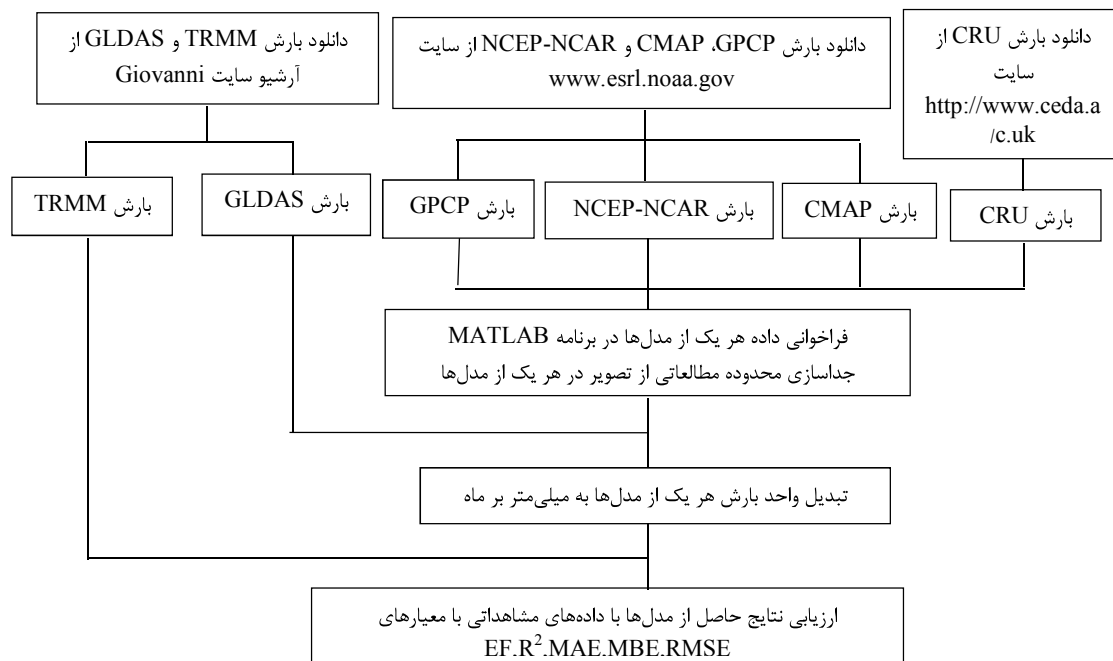 دانلود بارش CRU از
سایت
http://www.ceda.a
/c.uk
دانلود بارش CMAP ،GPCP و NCEP-NCAR از سایت
www.esrl.noaa.gov
دانلود بارش TRMM و GLDAS از
آرشیو سایت Giovanni
بارش CRU
بارش CMAP
بارش NCEP-NCAR
بارش GPCP
بارش GLDAS
بارش TRMM
فراخوانی داده هر یک از مدل‌ها در برنامه MATLAB
جداسازی محدوده مطالعاتی از تصویر در هر یک از مدل‌ها
تبدیل واحد بارش هر یک از مدل‌ها به میلی‌متر بر ماه
ارزیابی نتایج حاصل از مدل‌ها با داده‌های مشاهداتی با معیارهای
EF,R²,MAE,MBE,RMSE